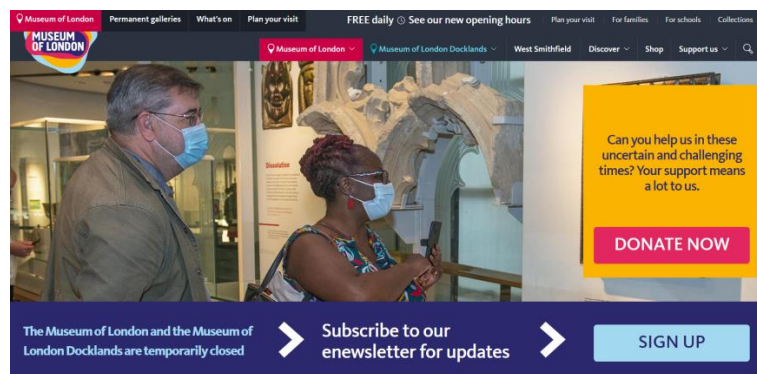 Museum of London
Permanent galleries
What's on
Plan your visit
FREE daily See our new opening hours
Plan your visit
For families
For schools
Collections
MUSEUM
OF LONDON
Museum of London
Museum of London Docklands
West Smithfield
Discover
Shop
Support us
Dissolution
Can you help us in these
uncertain and challenging
times? Your support means
a lot to us.
DONATE NOW
The Museum of London and the Museum of
London Docklands are temporarily closed
Subscribe to our
enewsletter for updates
SIGN UP